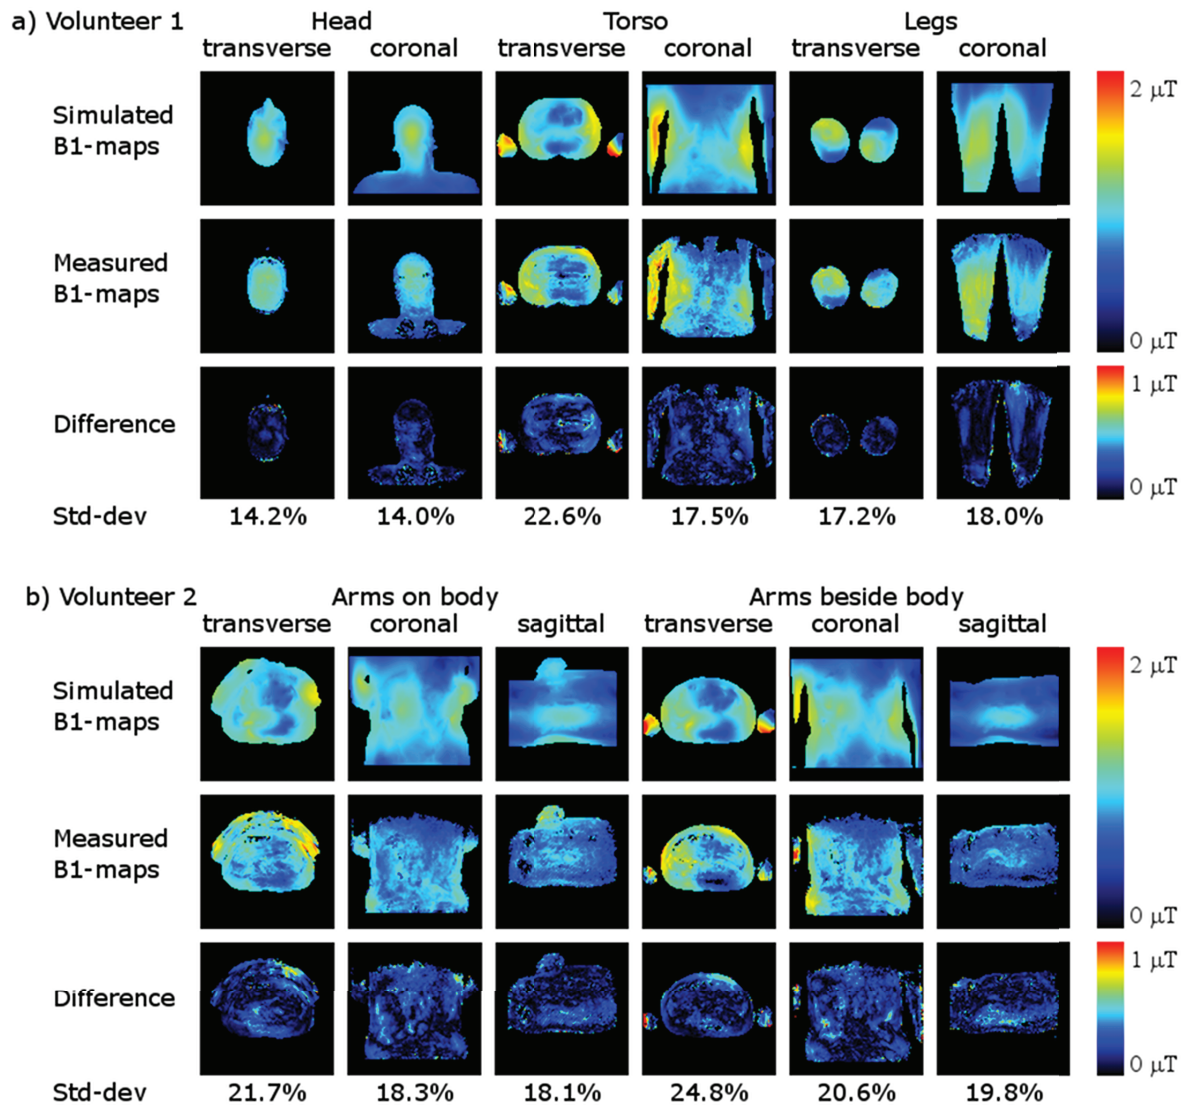 a) Volunteer 1 Head Torso Legs
transverse coronal transverse coronal transverse coronal
Simulated
B1-maps
2 μT
Measured
B1-maps
0 μT
1 μT
Difference
0 μT
Std-dev 14.2% 14.0% 22.6% 17.5% 17.2% 18.0%
b) Volunteer 2 Arms on body Arms beside body
transverse coronal sagittal transverse coronal sagittal
Simulated
B1-maps
2 μT
Measured
B1-maps
0 μT
1 μT
Difference
0 μT
Std-dev 21.7% 18.3% 18.1% 24.8% 20.6% 19.8%